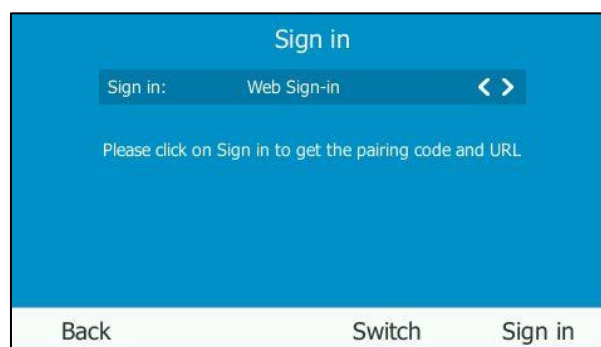 Sign in
Sign in: Web Sign-in
Please click on Sign in to get the pairing code and URL
Back Switch Sign in